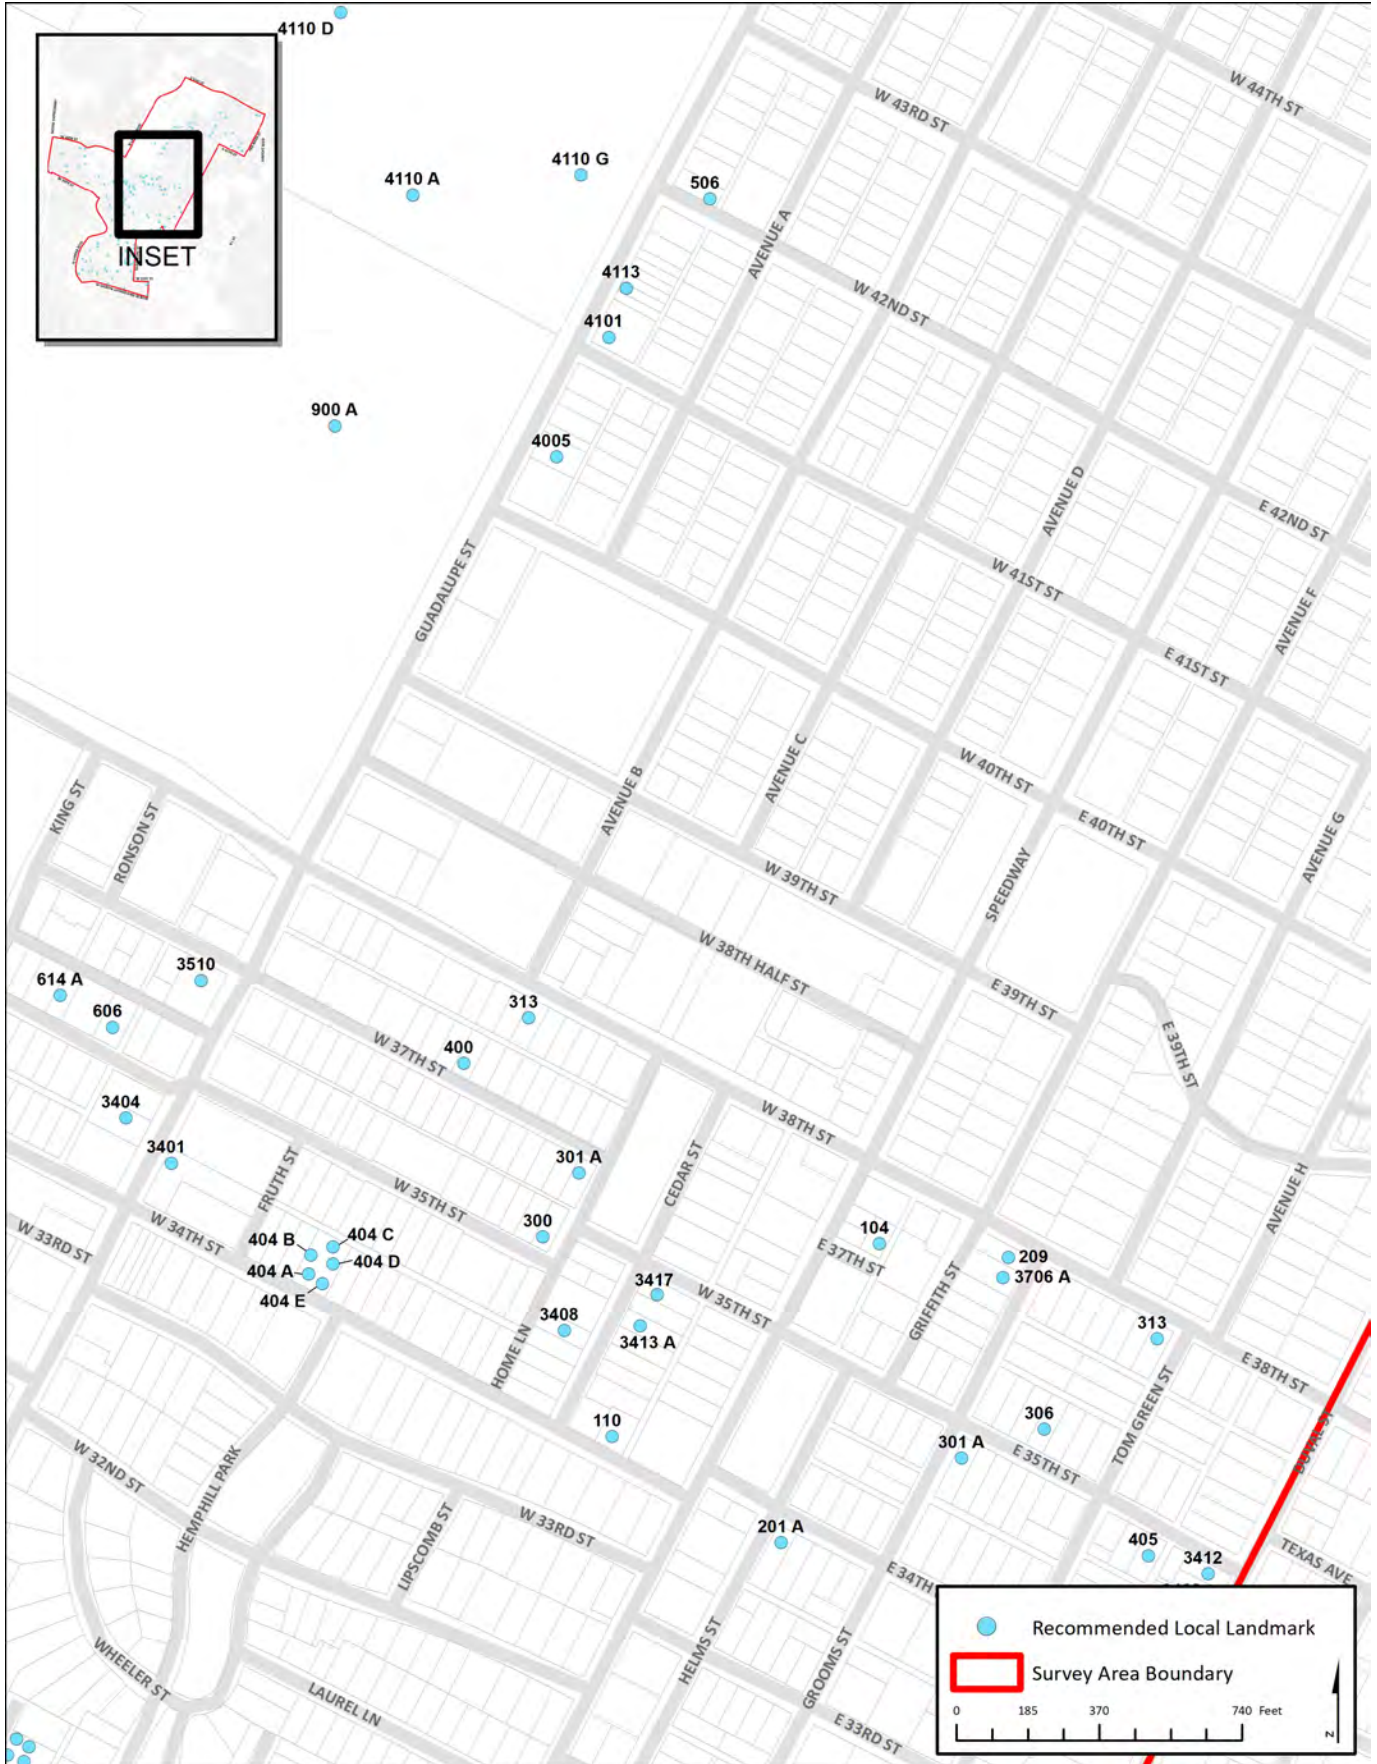 4110 D
W 44TH ST
W 43RD ST
INSET
4110 G
4110 A
506
AVENUE A
4113
W 42ND ST
4101
900 A
4005
AVENUE D
E 42ND ST
GUADALUPE ST
W 41ST ST
AVENUE F
E 41ST ST
AVENUE C
W 40TH ST
KING ST
RONSON ST
AVENUE B
E 40TH ST
AVENUE G
W 39TH ST
SPEEDWAY
W 38TH HALF ST
3510
614 A
E 39TH ST
606
313
E 39TH ST
400
W 37TH ST
3404
W 38TH ST
3401
301 A
CEDAR ST
FRUTH ST
W 35TH ST
AVENUE H
W 34TH ST
W 33RD ST
300
104
404 B
404 C
E 37TH ST
404 D
209
404 A
3706 A
404 E
3417
W 35TH ST
GRIFFITH ST
3408
3413 A
313
HOME LN
E 38TH ST
TOM GREEN ST
306
110
301 A
E 35TH ST
DUVAL ST
W 32ND ST
HEMPHILL PARK
W 33RD ST
LIPSCOMB ST
201 A
405
3412
TEXAS AVE
E 34TH
WHEELER ST
HELMS ST
GROOMS ST
LAUREL LN
E 33RD ST
Recommended Local Landmark
Survey Area Boundary
0 185 370 740 Feet
N